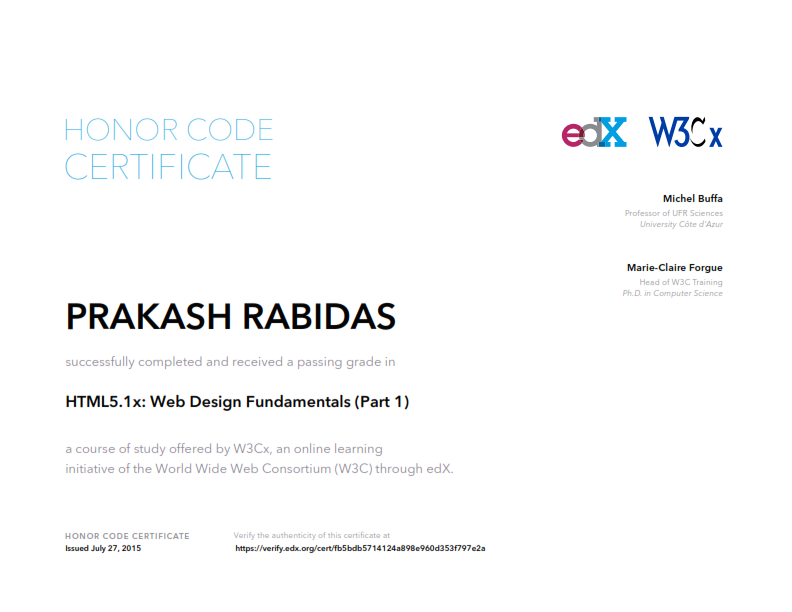 HONOR CODE
CERTIFICATE
edX W3Cx
Michel Buffa
Professor of UFR Sciences
University Côte d'Azur
Marie-Claire Forgue
Head of W3C Training
Ph.D. in Computer Science
PRAKASH RABIDAS
successfully completed and received a passing grade in
HTML5.1x: Web Design Fundamentals (Part 1)
a course of study offered by W3Cx, an online learning
initiative of the World Wide Web Consortium (W3C) through edX.
HONOR CODE CERTIFICATE
Issued July 27, 2015
Verify the authenticity of this certificate at
https://verify.edx.org/cert/fb5bdb5714124a898e960d353f797e2a